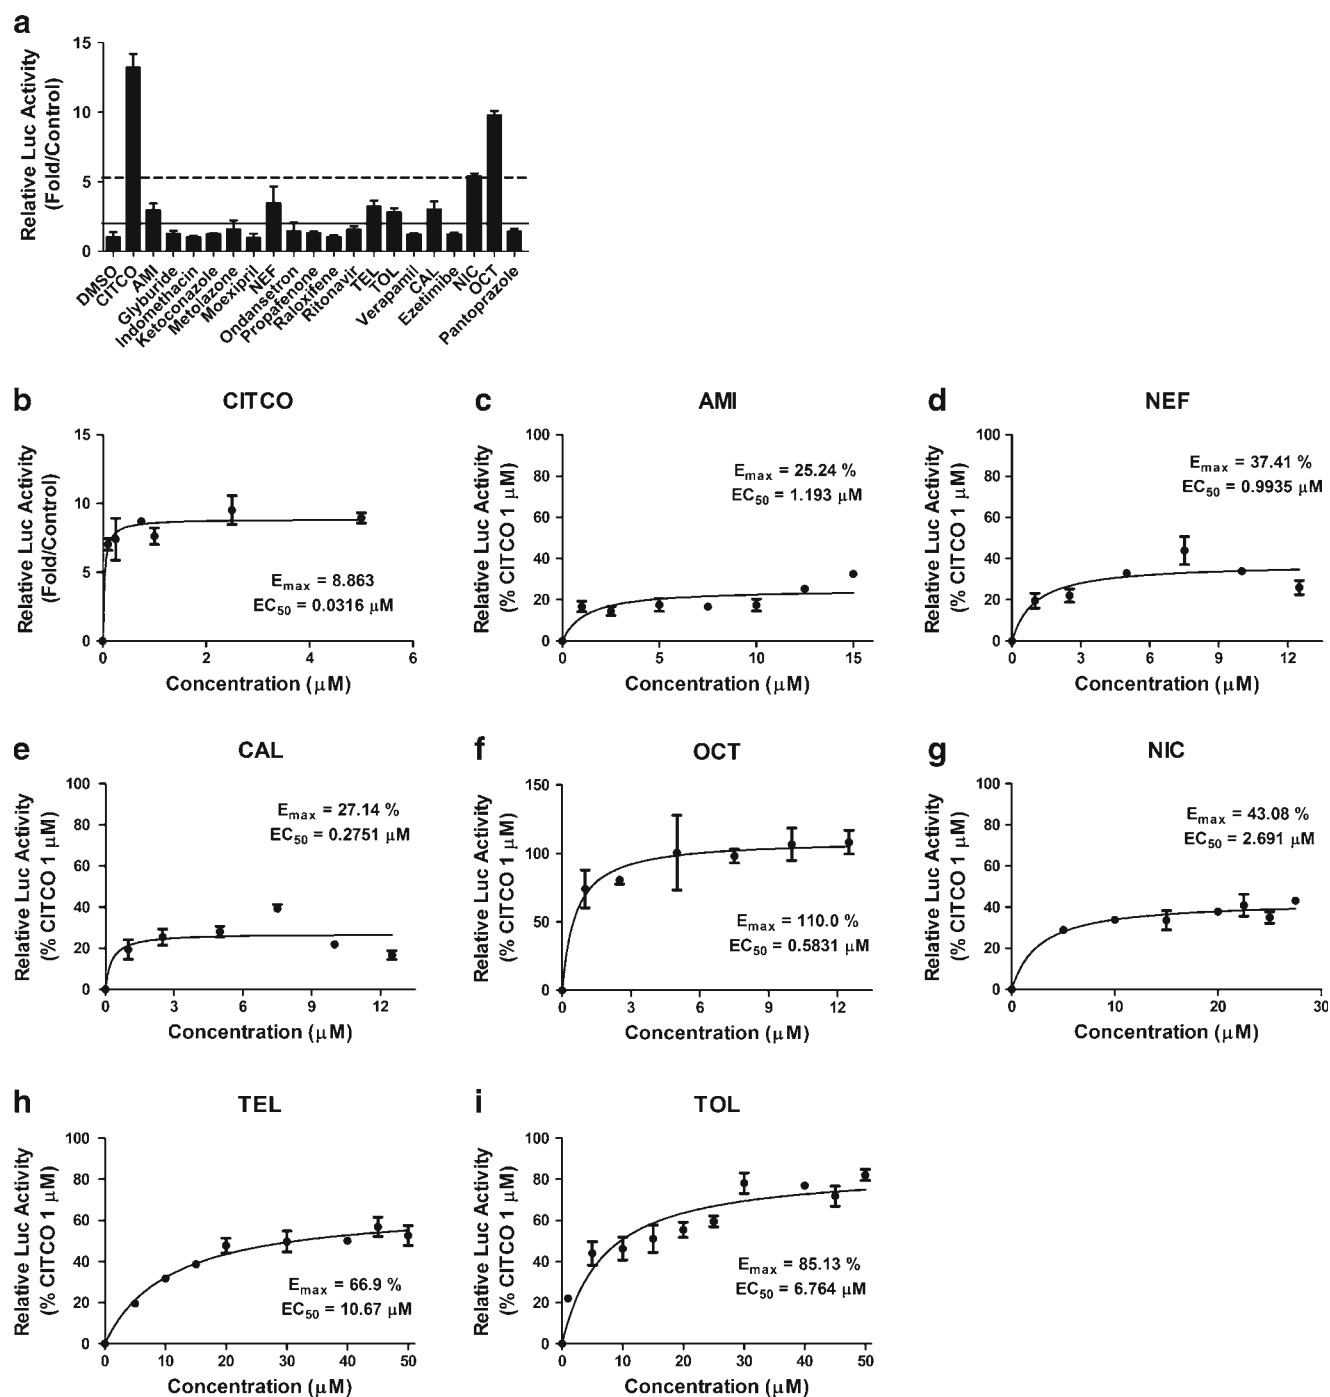 a
Relative Luc Activity
(Fold/Control)
15
10
5
0
DMSO
CITCO
AMI
Glyburide
Indomethacin
Ketoconazole
Metolazone
Moexipril
NEF
Ondansetron
Propafenone
Raloxifene
Ritonavir
TEL
TOL
Verapamil
CAL
Ezetimibe
NIC
OCT
Pantoprazole
b
CITCO
Relative Luc Activity
(Fold/Control)
15
10
5
0
Emax = 8.863
EC50 = 0.0316 μM
0 2 4 6
Concentration (μM)
c
AMI
Relative Luc Activity
(% CITCO 1 μM)
100
80
60
40
20
0
Emax = 25.24 %
EC50 = 1.193 μM
0 5 10 15
Concentration (μM)
d
NEF
Relative Luc Activity
(% CITCO 1 μM)
100
80
60
40
20
0
Emax = 37.41 %
EC50 = 0.9935 μM
0 3 6 9 12
Concentration (μM)
e
CAL
Relative Luc Activity
(% CITCO 1 μM)
100
80
60
40
20
0
Emax = 27.14 %
EC50 = 0.2751 μM
0 3 6 9 12
Concentration (μM)
f
OCT
Relative Luc Activity
(% CITCO 1 μM)
150
100
50
0
Emax = 110.0 %
EC50 = 0.5831 μM
0 3 6 9 12
Concentration (μM)
g
NIC
Relative Luc Activity
(% CITCO 1 μM)
100
80
60
40
20
0
Emax = 43.08 %
EC50 = 2.691 μM
0 10 20 30
Concentration (μM)
h
TEL
Relative Luc Activity
(% CITCO 1 μM)
100
80
60
40
20
0
Emax = 66.9 %
EC50 = 10.67 μM
0 10 20 30 40 50
Concentration (μM)
i
TOL
Relative Luc Activity
(% CITCO 1 μM)
100
80
60
40
20
0
Emax = 85.13 %
EC50 = 6.764 μM
0 10 20 30 40 50
Concentration (μM)